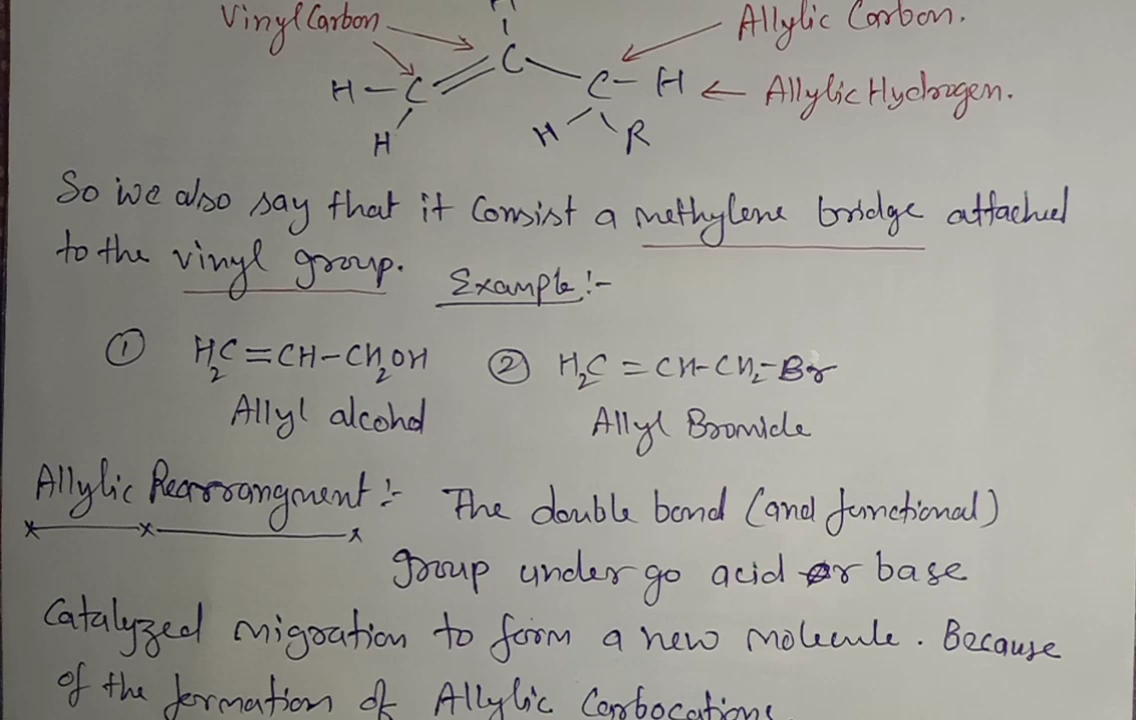 Vinyl Carbon
Allylic Carbon.
H
H-C=C-C-H ← Allylic Hydrogen.
H H R
So we also say that it Consist a methylene bridge attached
to the vinyl group. Example:-
① H₂C=CH-CH₂OH ② H₂C=CH-CH₂-Br
Allyl alcohol Allyl Bromide
Allylic Rearrangment:- The double bond (and functional)
group under go acid or base
Catalyzed migration to form a new molecule. Because
of the formation of Allylic Carbocations.